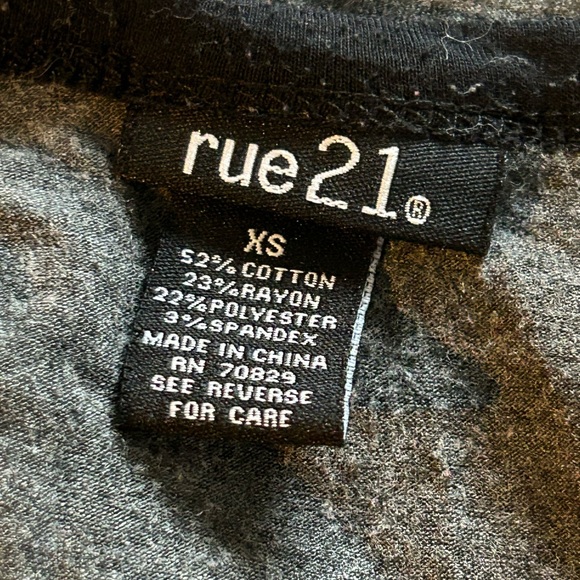 rue21®
XS
52% COTTON
23% RAYON
22% POLYESTER
3% SPANDEX
MADE IN CHINA
RN 70829
SEE REVERSE
FOR CARE